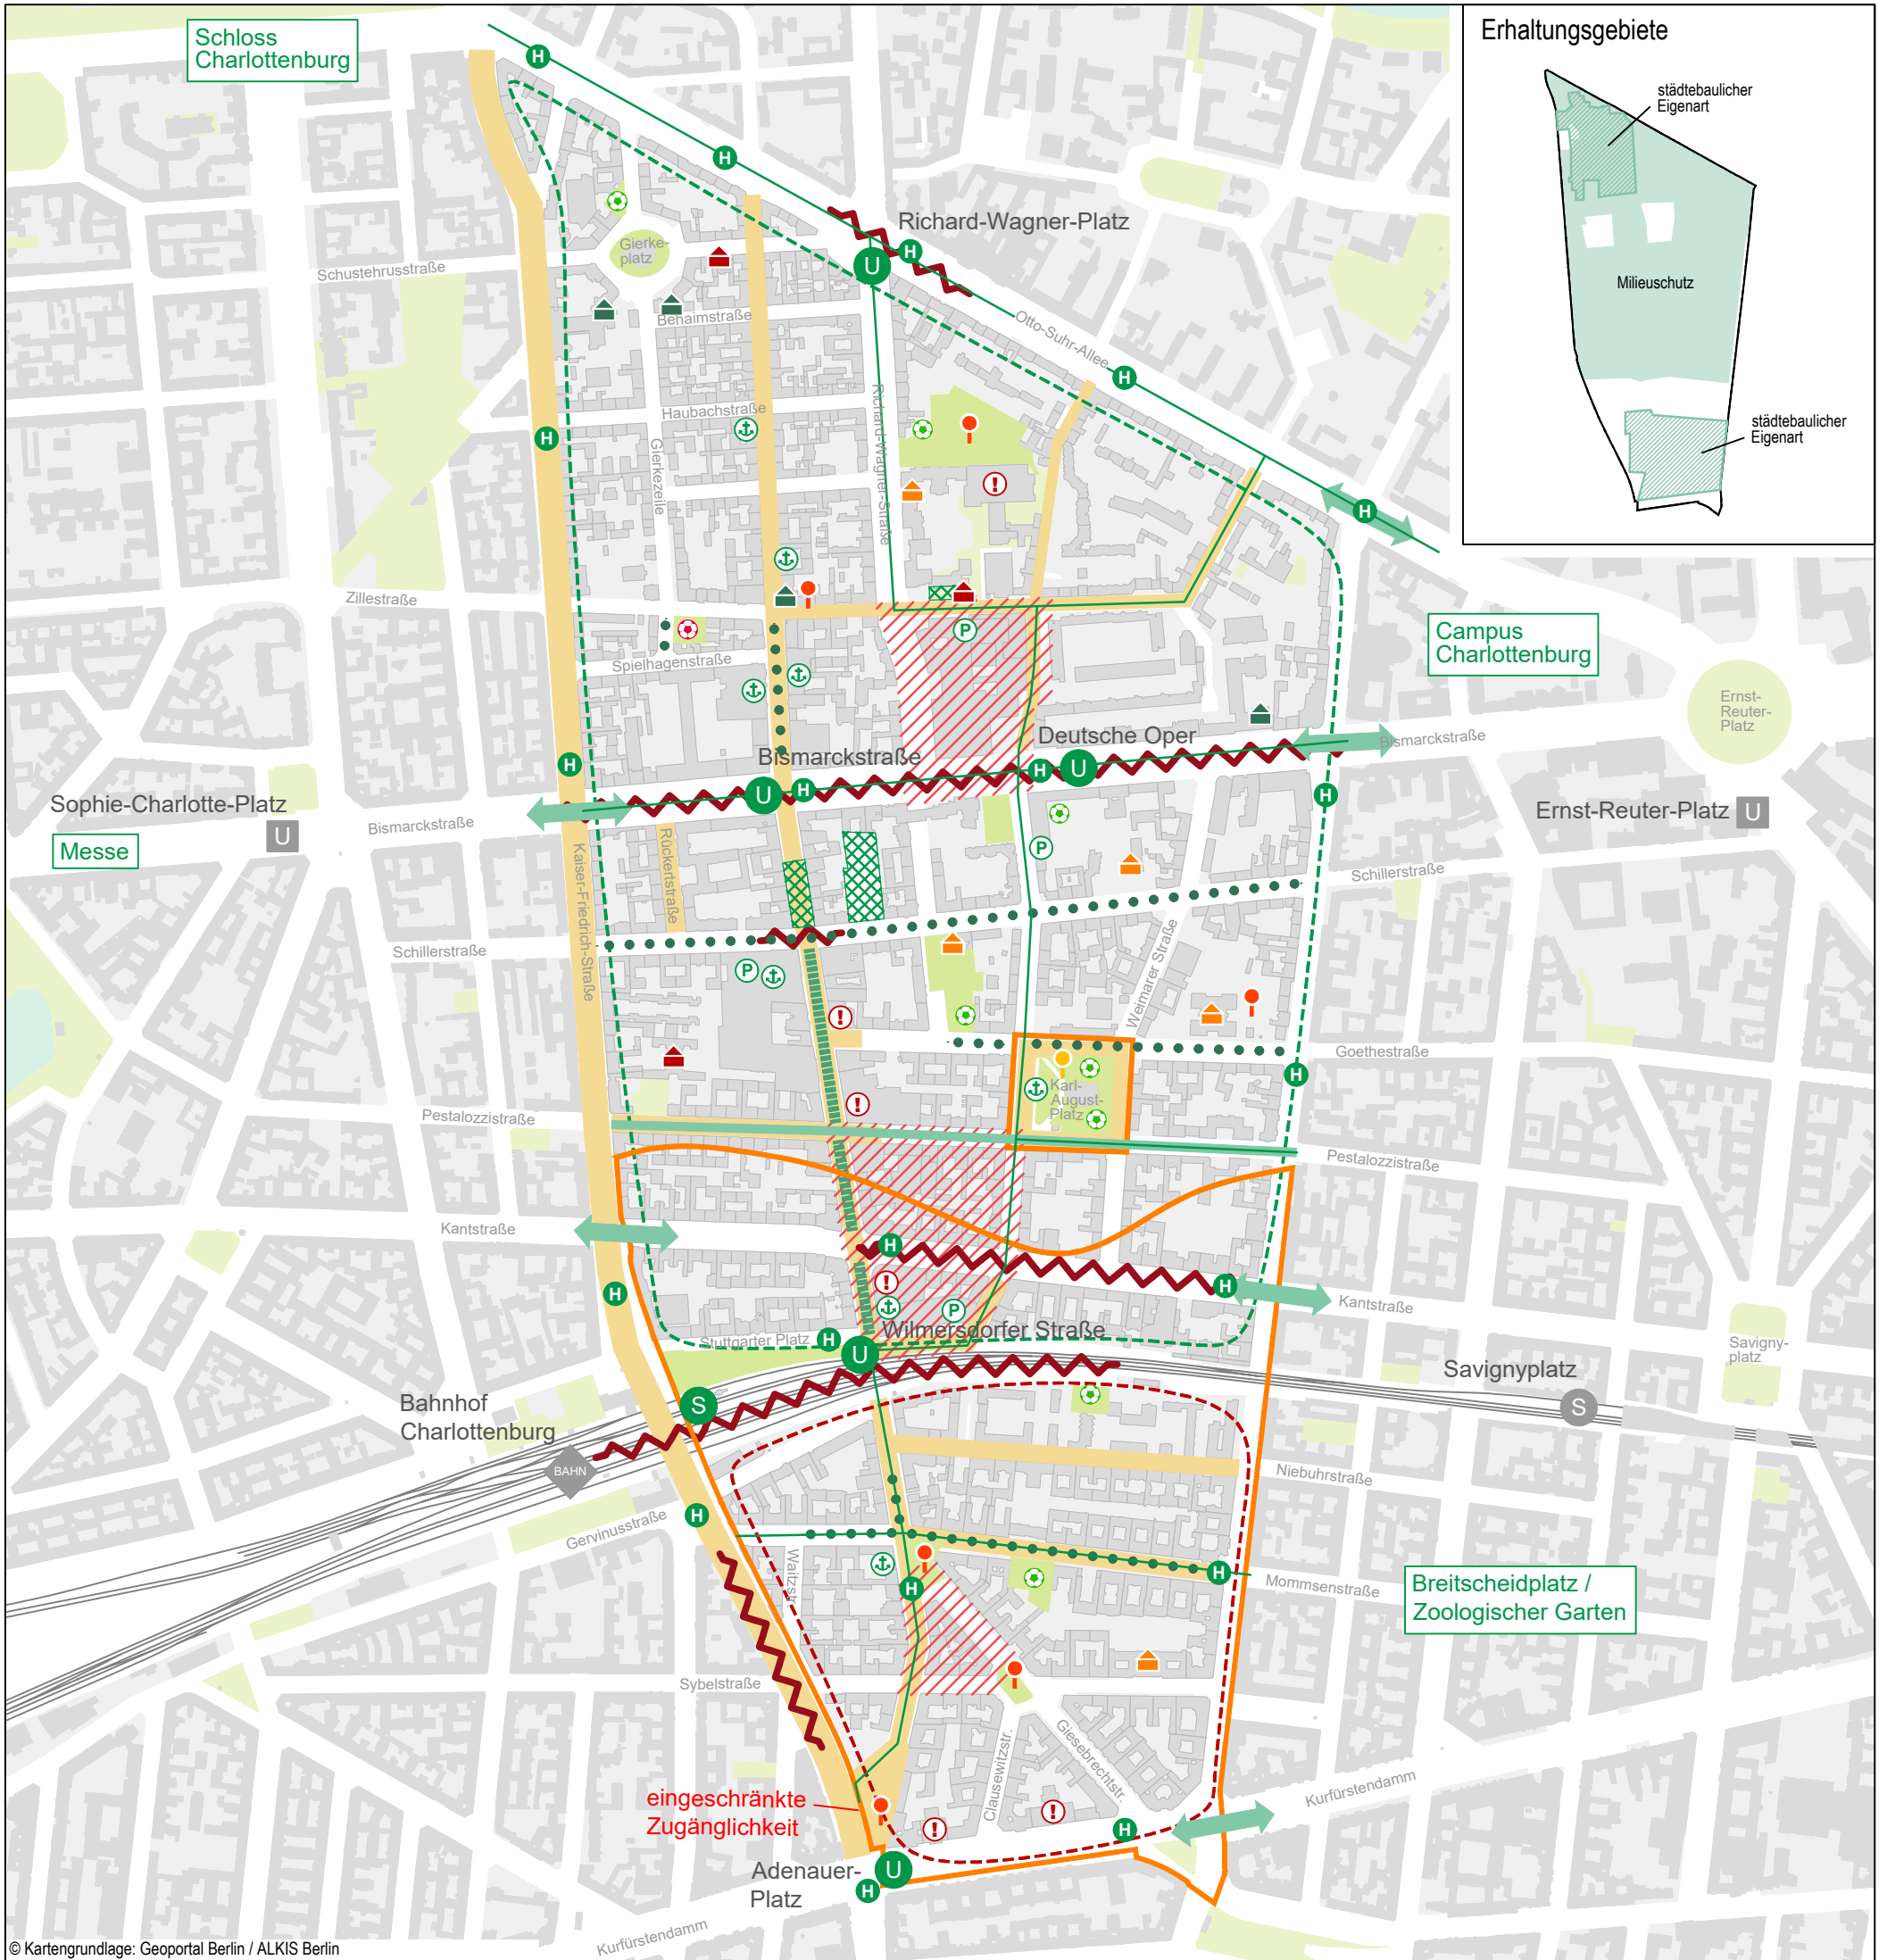 Schloss
Charlottenburg
Erhaltungsgebiete
städtebaulicher
Eigenart
Milieuschutz
städtebaulicher
Eigenart
H
H
Richard-Wagner-Platz
H
U
Gierke-
platz
Schustehrusstraße
Behaimstraße
Otto-Suhr-Allee
H
Richard-Wagner-Straße
Haubachstraße
H
Gierkezeile
!
H
Zillestraße
P
Spielhagenstraße
Campus
Charlottenburg
Ernst-
Reuter-
Platz
Deutsche Oper
Bismarckstraße
Bismarckstraße
H
H
U
U
H
H
Sophie-Charlotte-Platz
U
Ernst-Reuter-Platz
U
Bismarckstraße
Messe
Rückertstraße
Kaiser-Friedrich-Straße
P
Schillerstraße
Schillerstraße
Weimarer Straße
P
!
Goethestraße
H
Karl-
August-
Platz
!
Pestalozzistraße
Pestalozzistraße
Kantstraße
H
!
H
H
Kantstraße
P
Stuttgarter Platz
H
Wilmersdorfer Straße
U
Savigny-
platz
Savignyplatz
S
Bahnhof
Charlottenburg
S
BAHN
Niebuhrstraße
H
Gervinusstraße
Waitzstr.
H
H
Mommsenstraße
Breitscheidplatz /
Zoologischer Garten
Sybelstraße
Clausewitzstr.
Giesebrechtstr.
eingeschränkte
Zugänglichkeit
!
!
H
Kurfürstendamm
Adenauer-
Platz
U
H
Kurfürstendamm
© Kartengrundlage: Geoportal Berlin / ALKIS Berlin